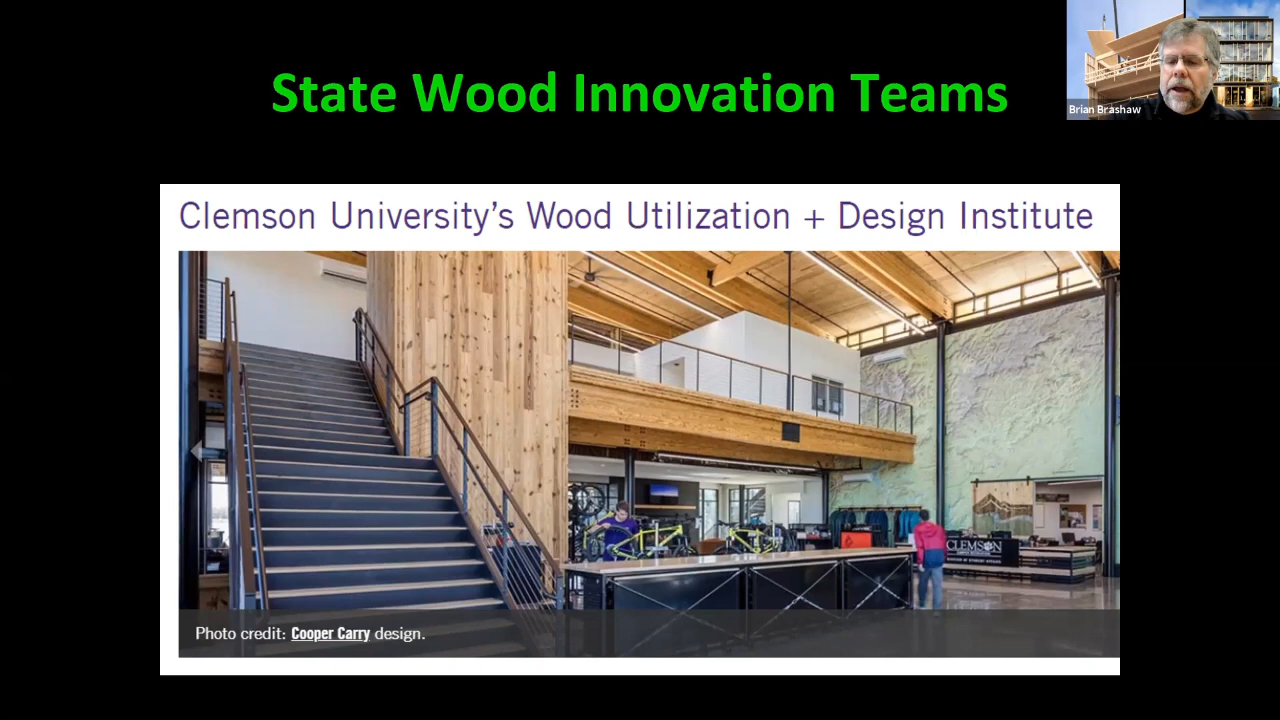 State Wood Innovation Teams
Brian Brashaw
Clemson University's Wood Utilization + Design Institute
CLEMSON
Photo credit: Cooper Carry design.